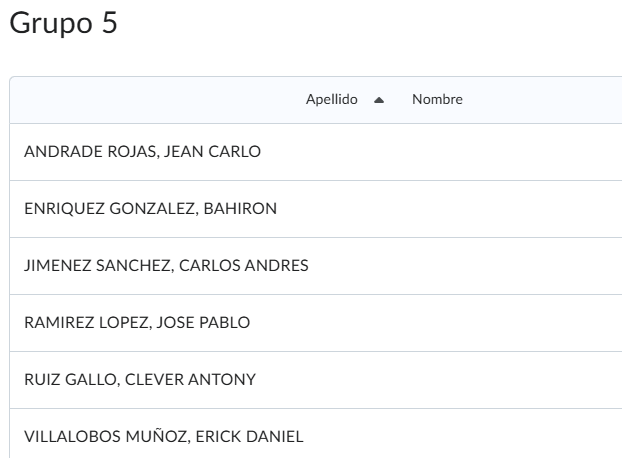 Grupo 5
Apellido Nombre
ANDRADE ROJAS, JEAN CARLO
ENRIQUEZ GONZALEZ, BAHIRON
JIMENEZ SANCHEZ, CARLOS ANDRES
RAMIREZ LOPEZ, JOSE PABLO
RUIZ GALLO, CLEVER ANTONY
VILLALOBOS MUÑOZ, ERICK DANIEL